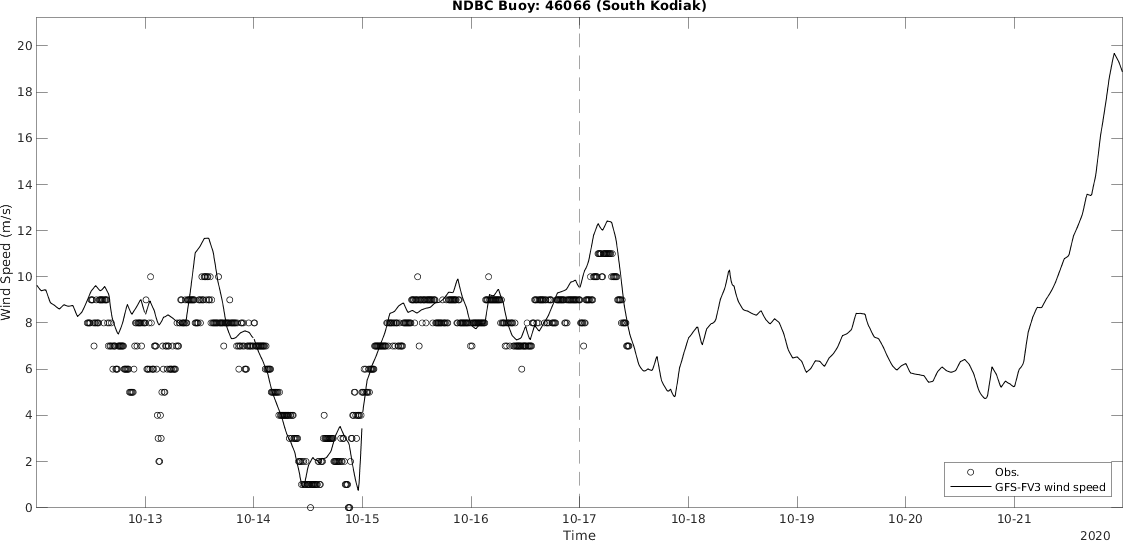 NDBC Buoy: 46066 (South Kodiak)
Wind Speed (m/s)
20
18
16
14
12
10
8
6
4
2
0
Obs.
GFS-FV3 wind speed
10-13 10-14 10-15 10-16 10-17 10-18 10-19 10-20 10-21
Time
2020